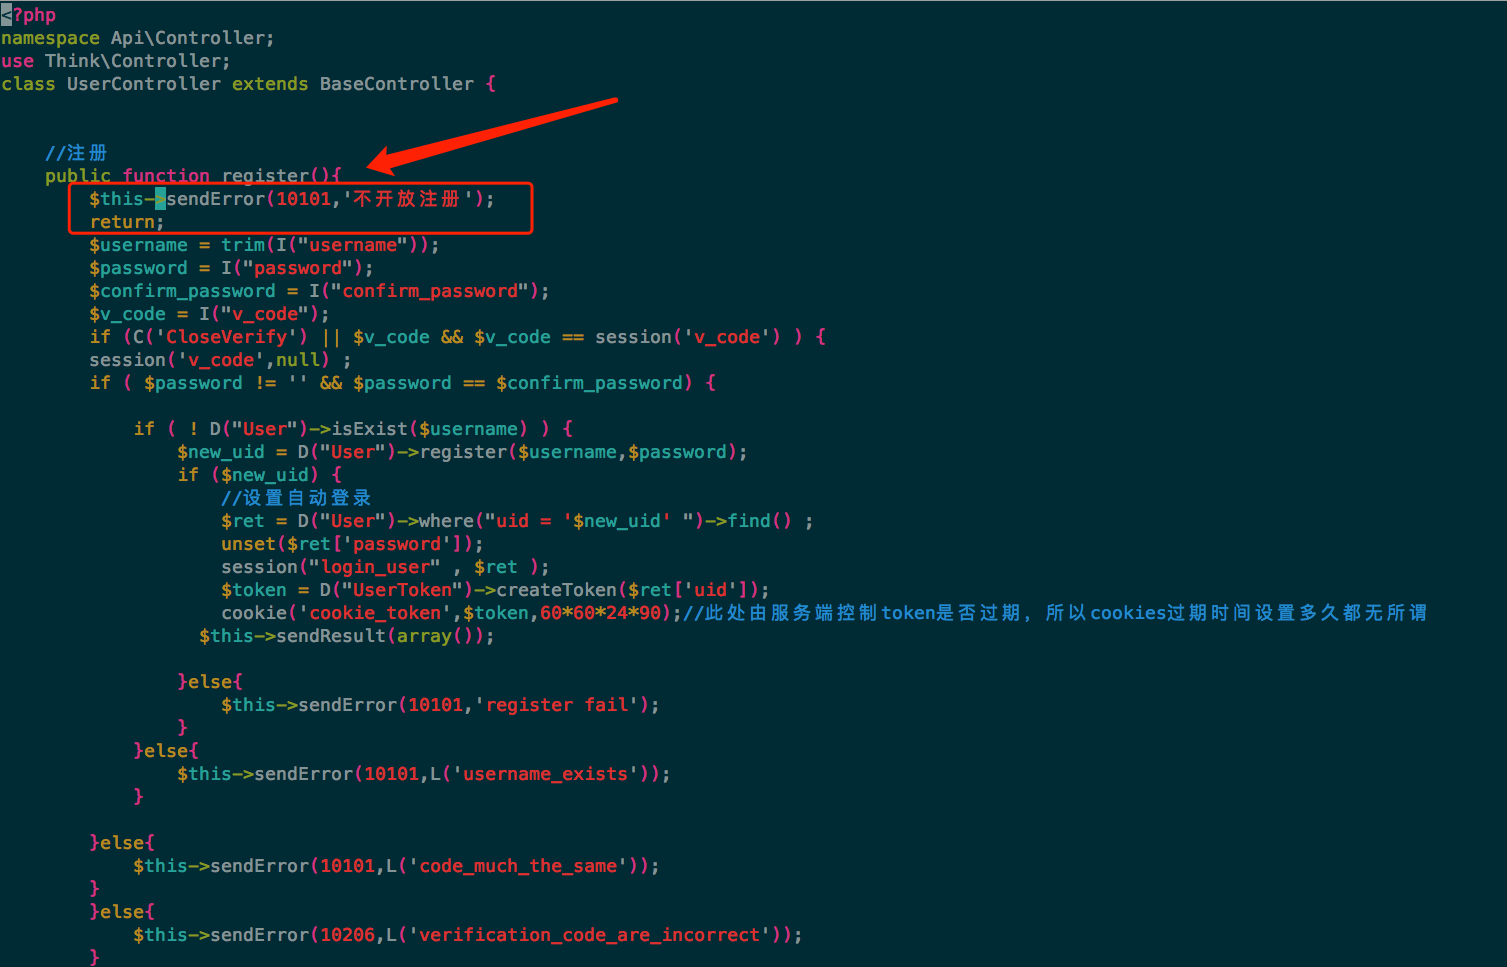 <?php
namespace Api\Controller;
use Think\Controller;
class UserController extends BaseController {
//注册
public function register(){
$this->sendError(10101,'不开放注册');
return;
$username = trim(I("username"));
$password = I("password");
$confirm_password = I("confirm_password");
$v_code = I("v_code");
if (C('CloseVerify') || $v_code && $v_code == session('v_code') ) {
session('v_code',null) ;
if ( $password != '' && $password == $confirm_password) {
if ( ! D("User")->isExist($username) ) {
$new_uid = D("User")->register($username,$password);
if ($new_uid) {
//设置自动登录
$ret = D("User")->where("uid = '$new_uid' ")->find() ;
unset($ret['password']);
session("login_user" , $ret );
$token = D("UserToken")->createToken($ret['uid']);
cookie('cookie_token',$token,60*60*24*90);//此处由服务端控制token是否过期，所以cookies过期时间设置多久都无所谓
$this->sendResult(array());
}else{
$this->sendError(10101,'register fail');
}
}else{
$this->sendError(10101,L('username_exists'));
}
}else{
$this->sendError(10101,L('code_much_the_same'));
}
}else{
$this->sendError(10206,L('verification_code_are_incorrect'));
}